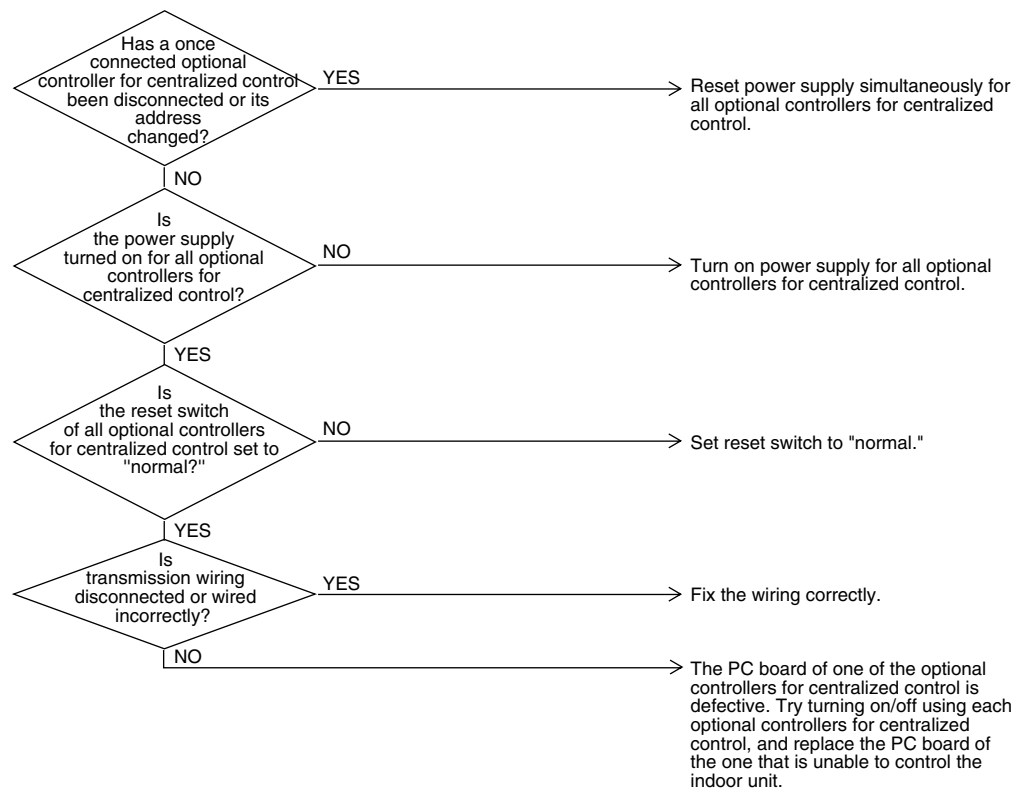 Has a once
connected optional
controller for centralized control
been disconnected or its
address
changed?
YES
Reset power supply simultaneously for
all optional controllers for centralized
control.
NO
Is
the power supply
turned on for all optional
controllers for
centralized control?
NO
Turn on power supply for all optional
controllers for centralized control.
YES
Is
the reset switch
of all optional controllers
for centralized control set to
"normal?"
NO
Set reset switch to "normal."
YES
Is
transmission wiring
disconnected or wired
incorrectly?
YES
Fix the wiring correctly.
NO
The PC board of one of the optional
controllers for centralized control is
defective. Try turning on/off using each
optional controllers for centralized
control, and replace the PC board of
the one that is unable to control the
indoor unit.